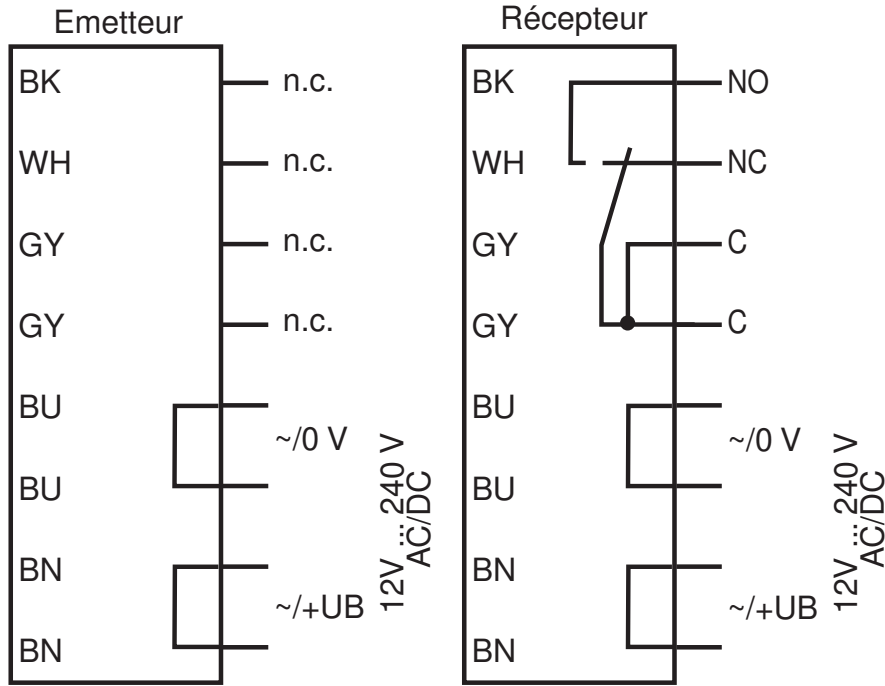 Emetteur
BK n.c.
WH n.c.
GY n.c.
GY n.c.
BU
~/0 V
BU
BN
~/+UB
BN
12V ... 240 V
AC/DC
Récepteur
BK NO
WH NC
GY C
GY C
BU
~/0 V
BU
BN
~/+UB
BN
12V ... 240 V
AC/DC